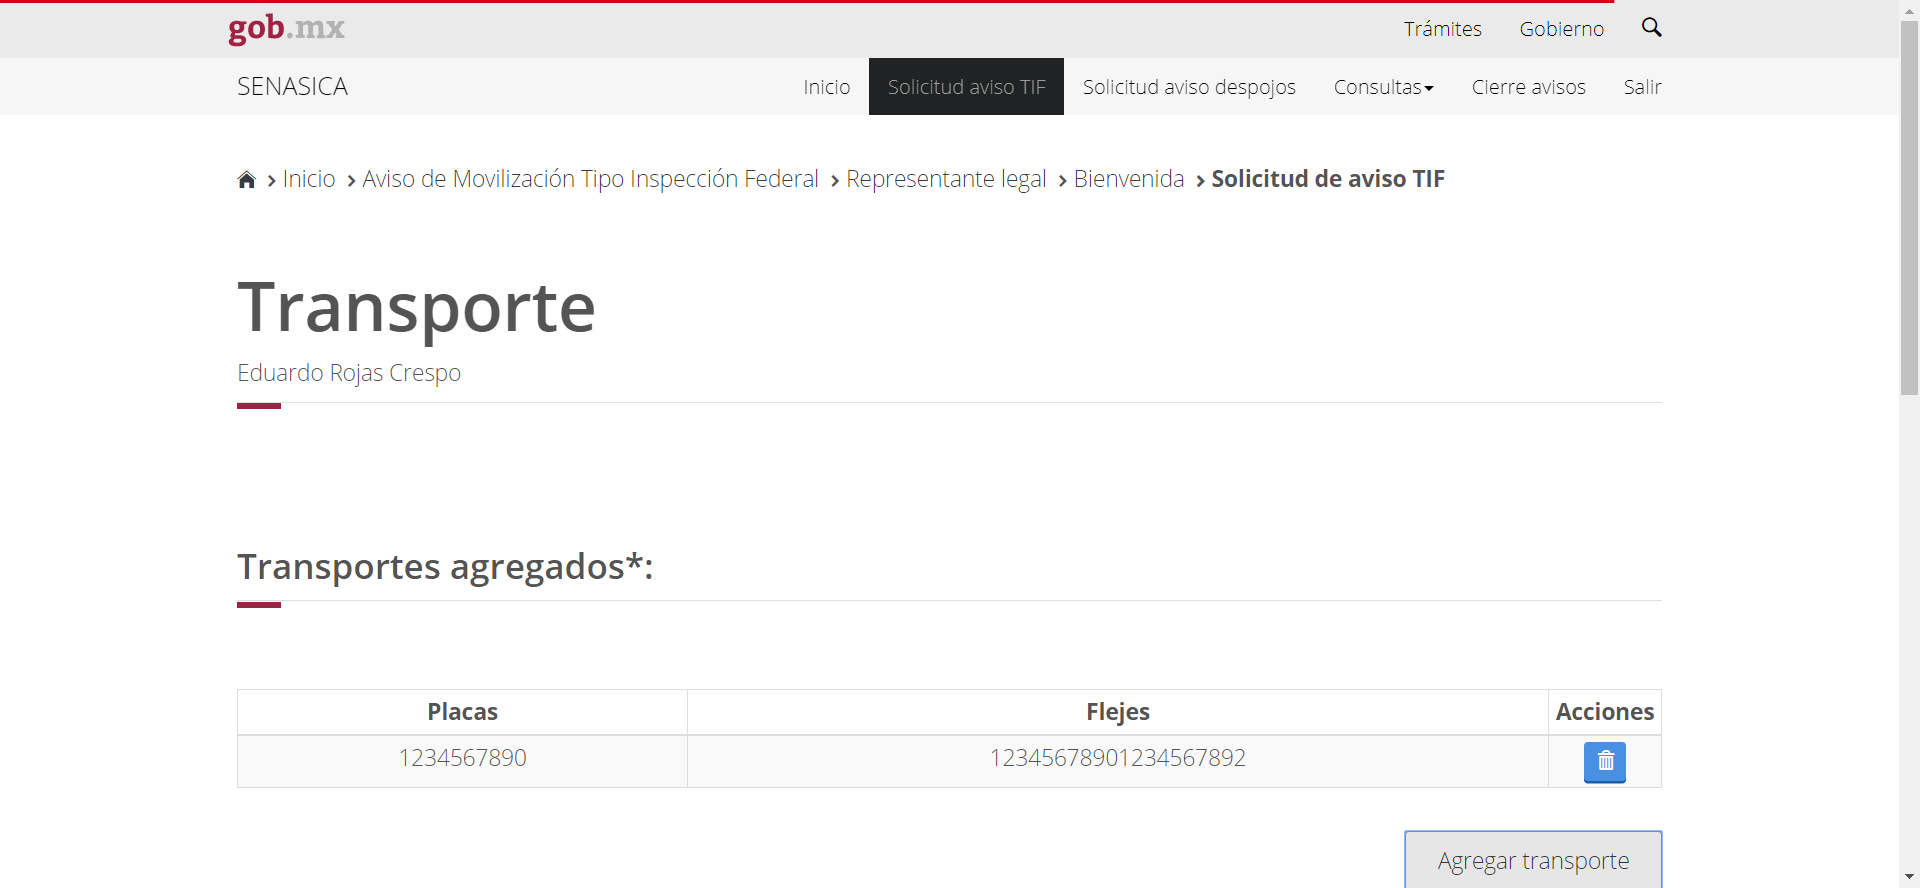 gob.mx
Trámites Gobierno
SENASICA
Inicio Solicitud aviso TIF Solicitud aviso despojos Consultas Cierre avisos Salir
Inicio Aviso de Movilización Tipo Inspección Federal Representante legal Bienvenida Solicitud de aviso TIF
Transporte
Eduardo Rojas Crespo
Transportes agregados*:
Placas Flejes Acciones
1234567890 12345678901234567892
Agregar transporte